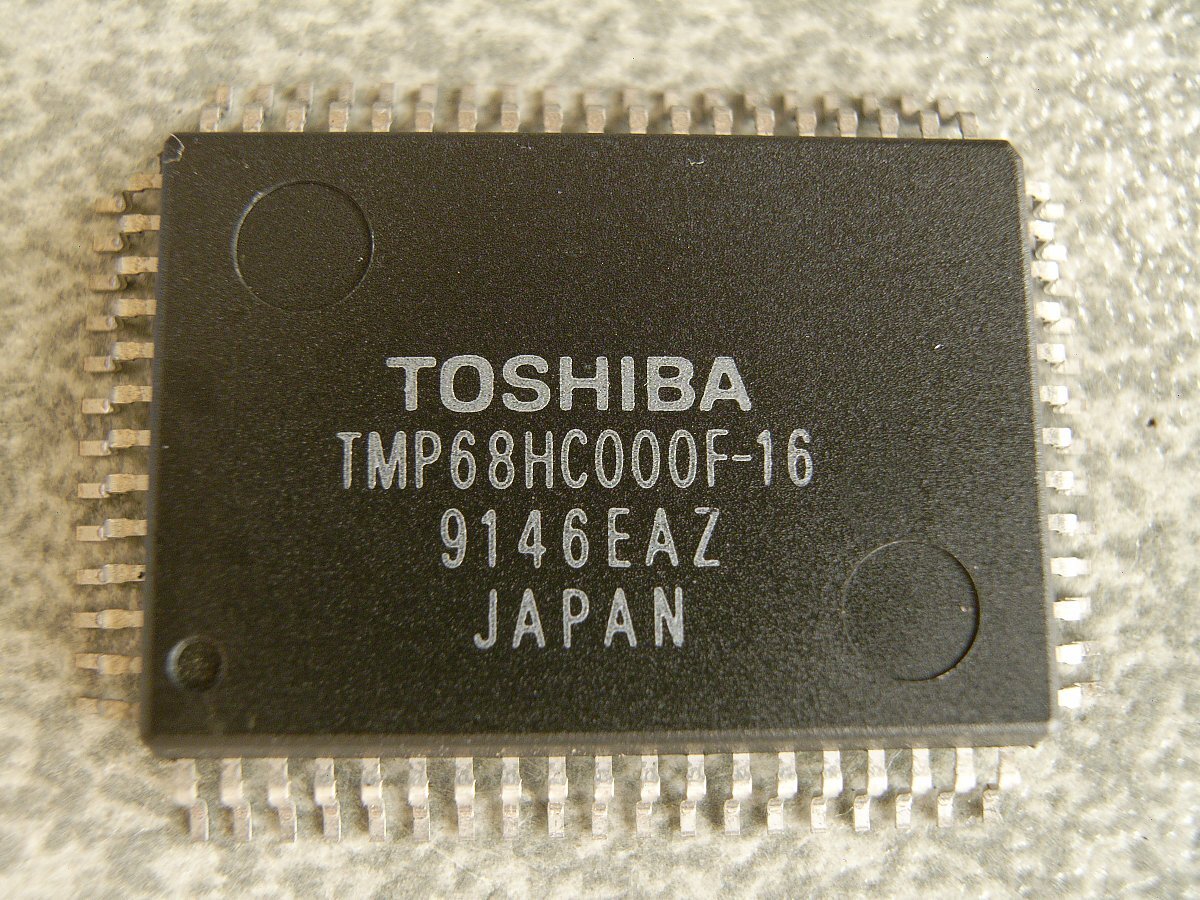 TOSHIBA
TMP68HC000F-16
9146EAZ
JAPAN